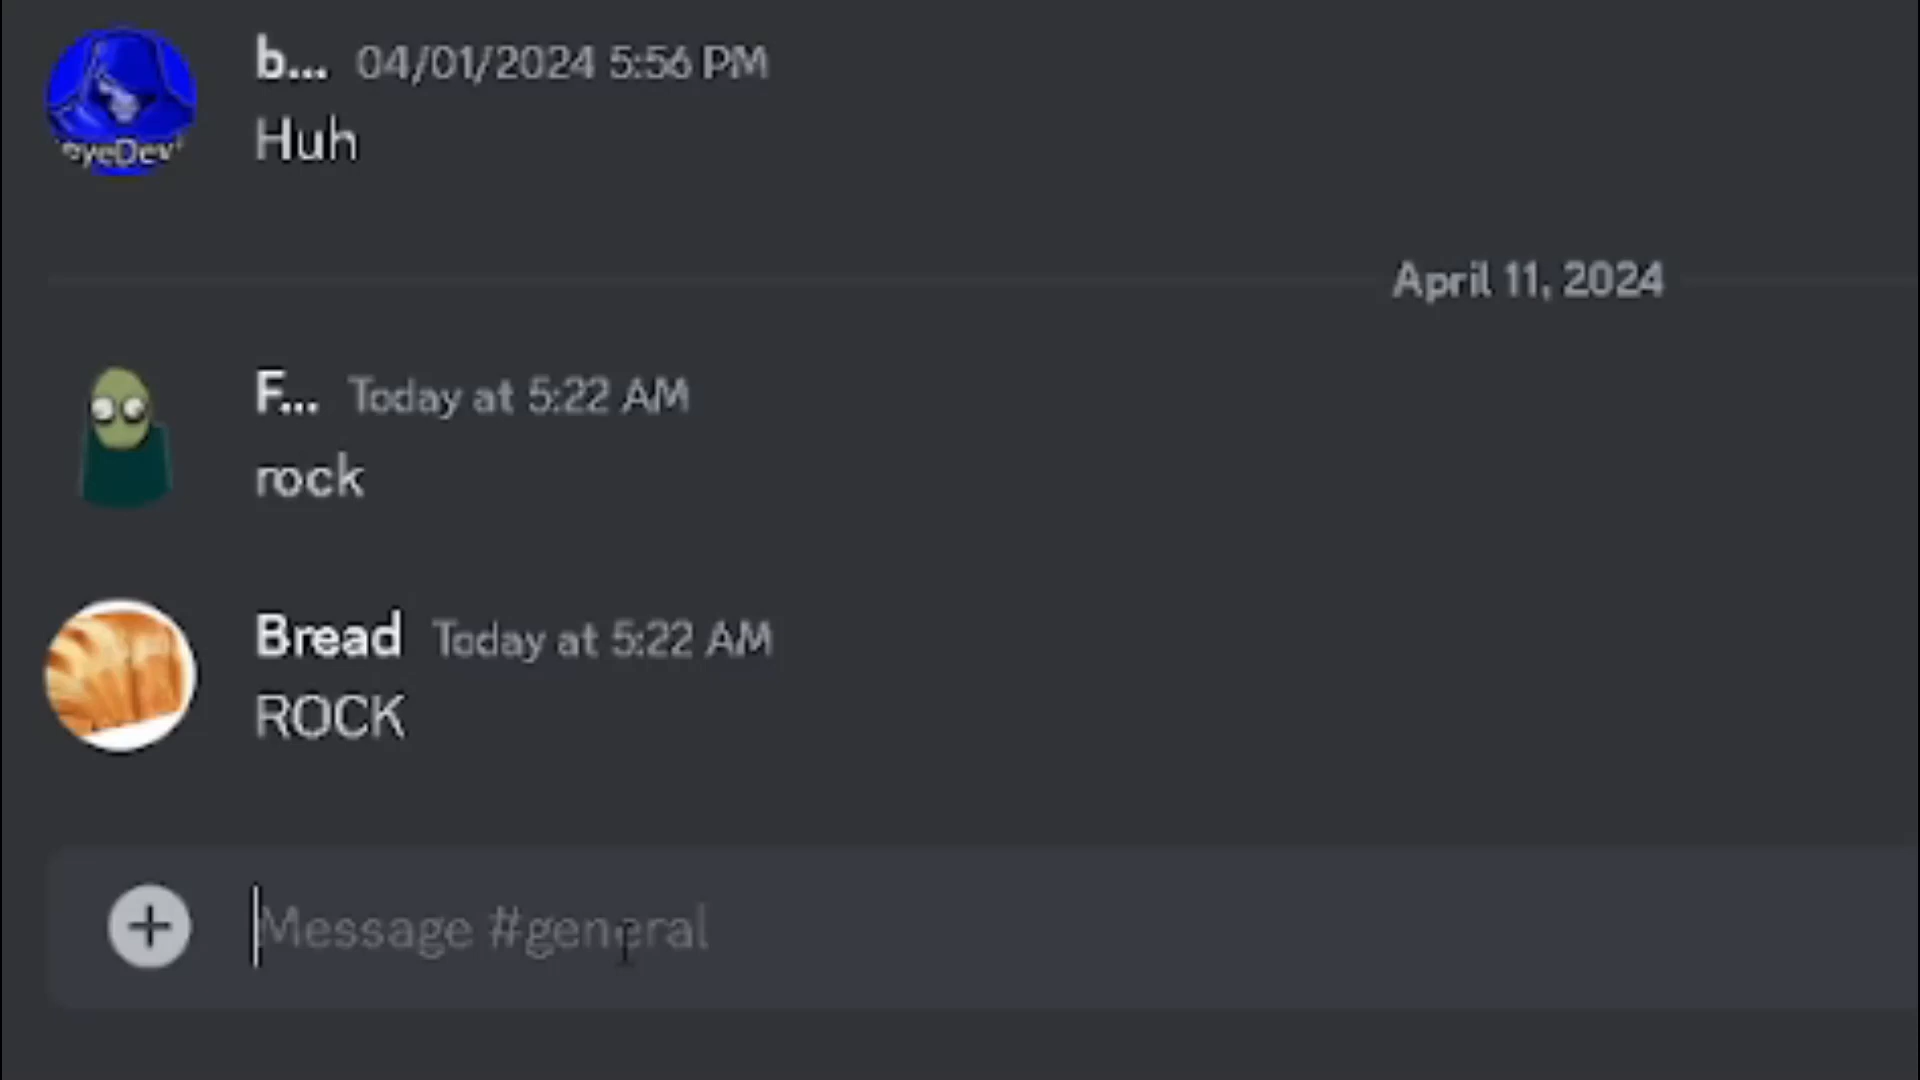 b... 04/01/2024 5:56 PM
Huh
April 11, 2024
F... Today at 5:22 AM
rock
Bread Today at 5:22 AM
ROCK
Message #general